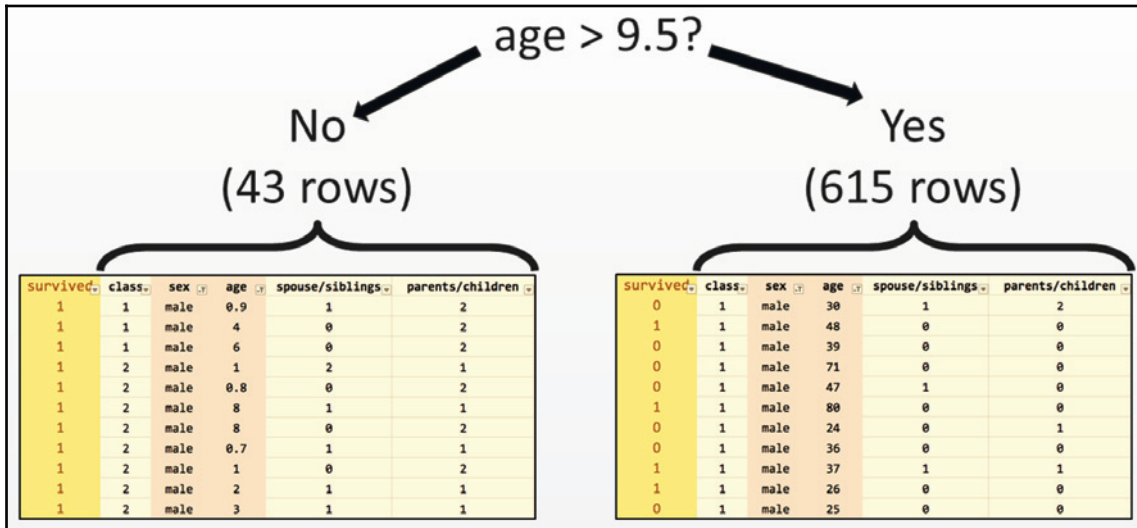 age > 9.5?
No
Yes
(43 rows)
(615 rows)
survived class sex age spouse/siblings parents/children
1 1 male 0.9 1 2
1 1 male 4 0 2
1 1 male 6 0 2
1 2 male 1 2 1
1 2 male 0.8 0 2
1 2 male 8 1 1
1 2 male 8 0 2
1 2 male 0.7 1 1
1 2 male 1 0 2
1 2 male 2 1 1
1 2 male 3 1 1
survived class sex age spouse/siblings parents/children
0 1 male 30 1 2
1 1 male 48 0 0
0 1 male 39 0 0
0 1 male 71 0 0
0 1 male 47 1 0
1 1 male 80 0 0
0 1 male 24 0 1
0 1 male 36 0 0
1 1 male 37 1 1
1 1 male 26 0 0
0 1 male 25 0 0